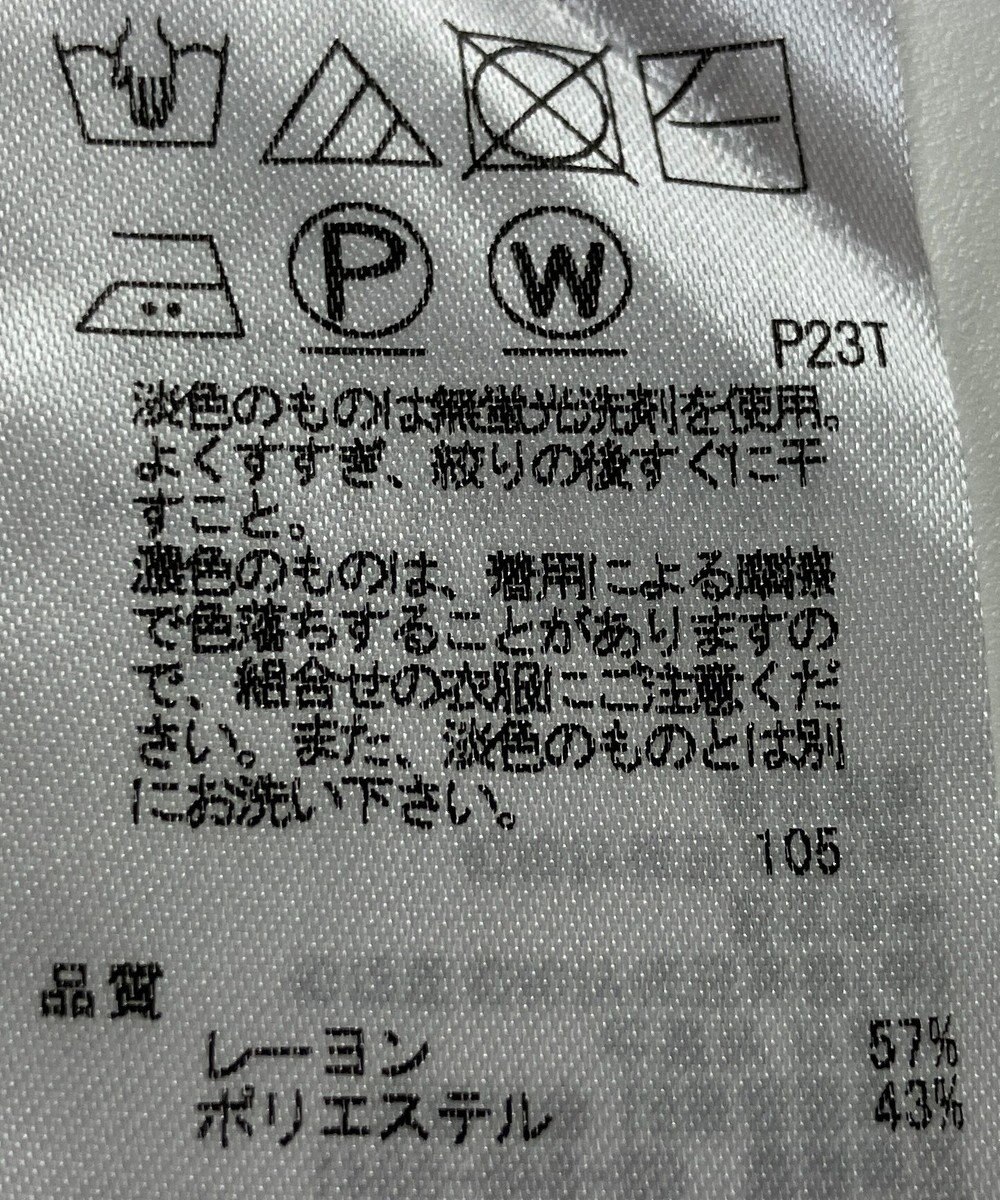 P
W
P23T
淡色のものは無蛍光洗剤を使用。
よくすすぎ、絞りの後すぐに干
すこと。
濃色のものは、着用による摩擦
で色落ちすることがありますの
で、組合せの衣服にご注意くだ
さい。また、淡色のものとは別
にお洗い下さい。
105
品質
レーヨン 57%
ポリエステル 43%